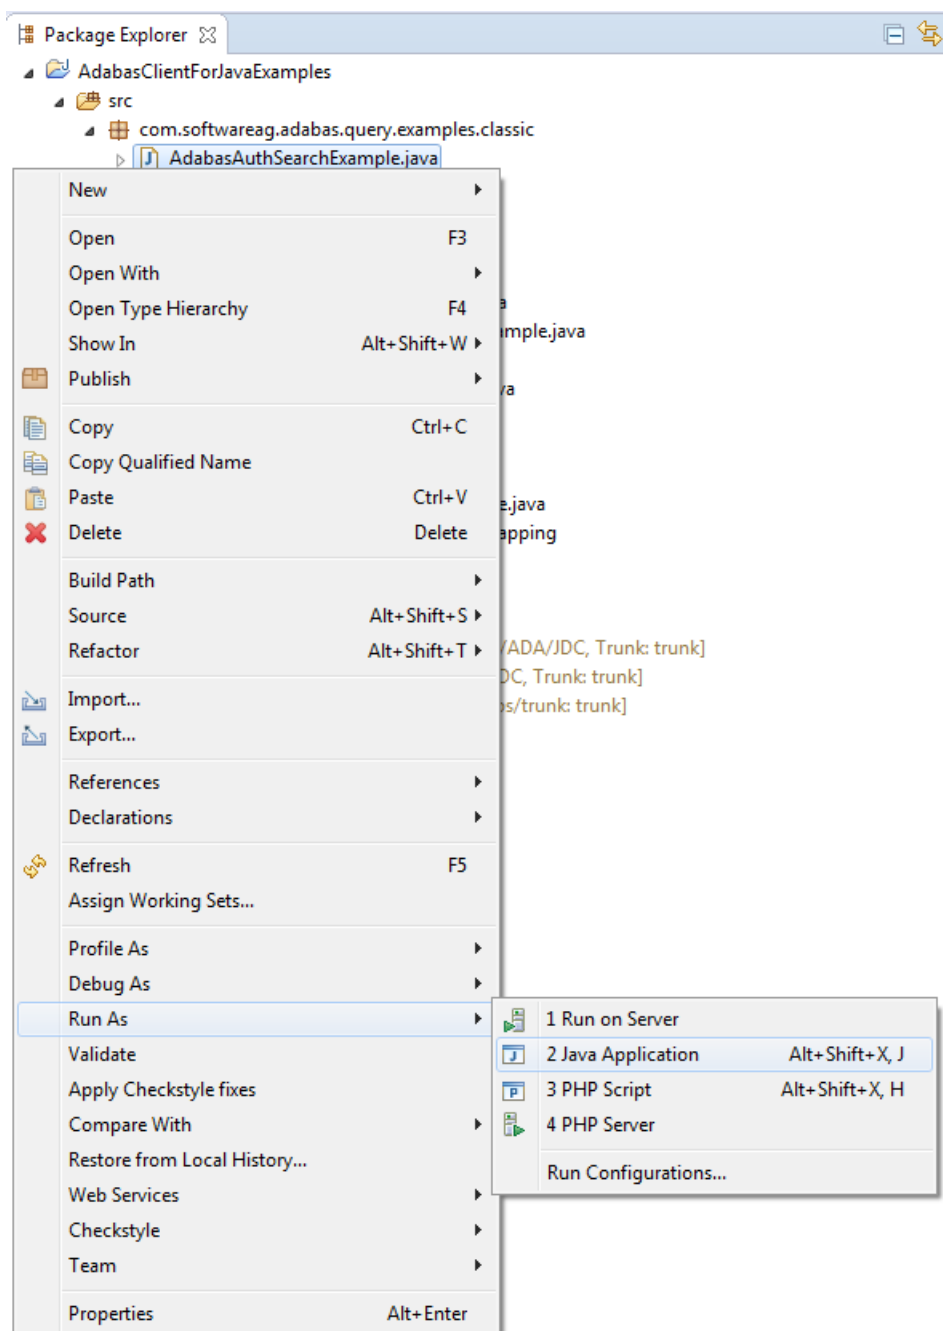 Package Explorer
AdabasClientForJavaExamples
src
com.softwareag.adabas.query.examples.classic
AdabasAuthSearchExample.java
New
Open F3
Open With
a
Open Type Hierarchy F4
mple.java
Show In Alt+Shift+W
Publish
va
Copy Ctrl+C
Copy Qualified Name
Paste Ctrl+V
e.java
Delete Delete
apping
Build Path
Source Alt+Shift+S
Refactor Alt+Shift+T
/ADA/JDC, Trunk: trunk]
DC, Trunk: trunk]
Import...
os/trunk: trunk]
Export...
References
Declarations
Refresh F5
Assign Working Sets...
Profile As
Debug As
Run As
1 Run on Server
Validate
2 Java Application Alt+Shift+X, J
Apply Checkstyle fixes
3 PHP Script Alt+Shift+X, H
Compare With
4 PHP Server
Restore from Local History...
Run Configurations...
Web Services
Checkstyle
Team
Properties Alt+Enter